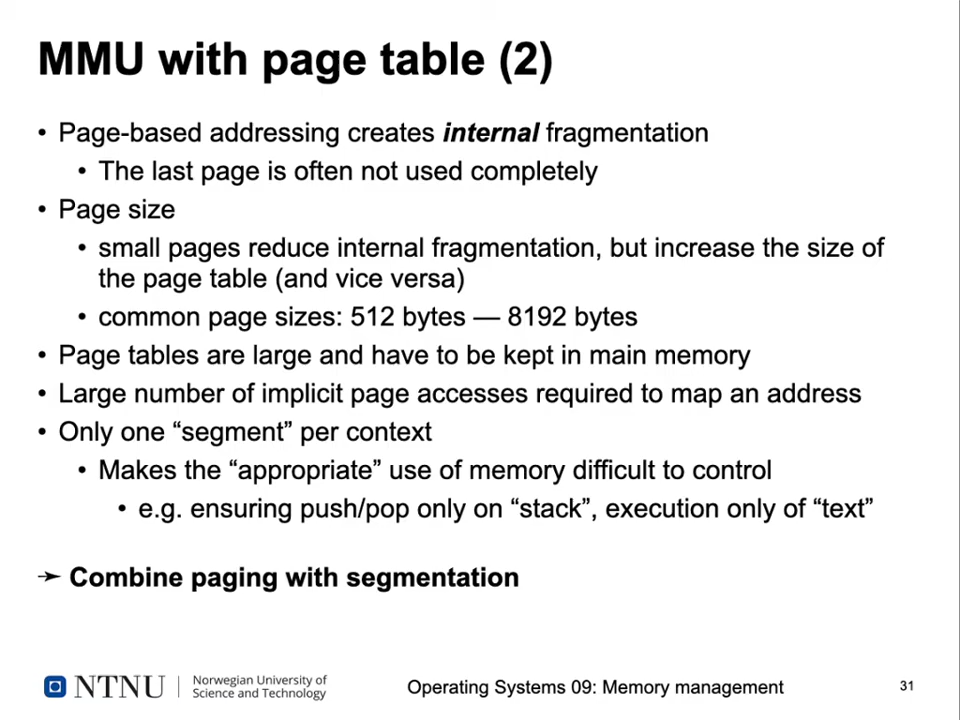 MMU with page table (2)
• Page-based addressing creates internal fragmentation
• The last page is often not used completely
• Page size
• small pages reduce internal fragmentation, but increase the size of
the page table (and vice versa)
• common page sizes: 512 bytes — 8192 bytes
• Page tables are large and have to be kept in main memory
• Large number of implicit page accesses required to map an address
• Only one “segment” per context
• Makes the “appropriate” use of memory difficult to control
• e.g. ensuring push/pop only on “stack”, execution only of “text”
➛ Combine paging with segmentation
NTNU
Norwegian University of
Science and Technology
Operating Systems 09: Memory management
31